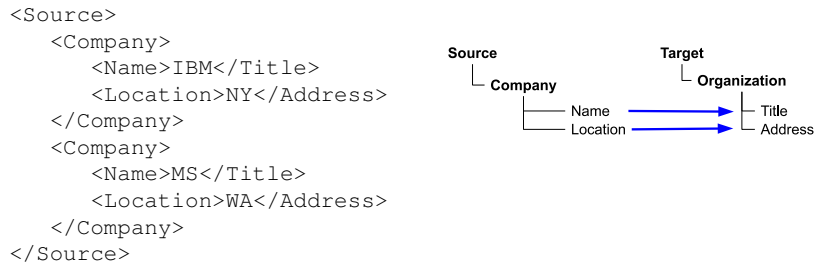 <Source>
<Company>
<Name>IBM</Title>
<Location>NY</Address>
</Company>
<Company>
<Name>MS</Title>
<Location>WA</Address>
</Company>
</Source>
Source
Company
Name
Location
Target
Organization
Title
Address